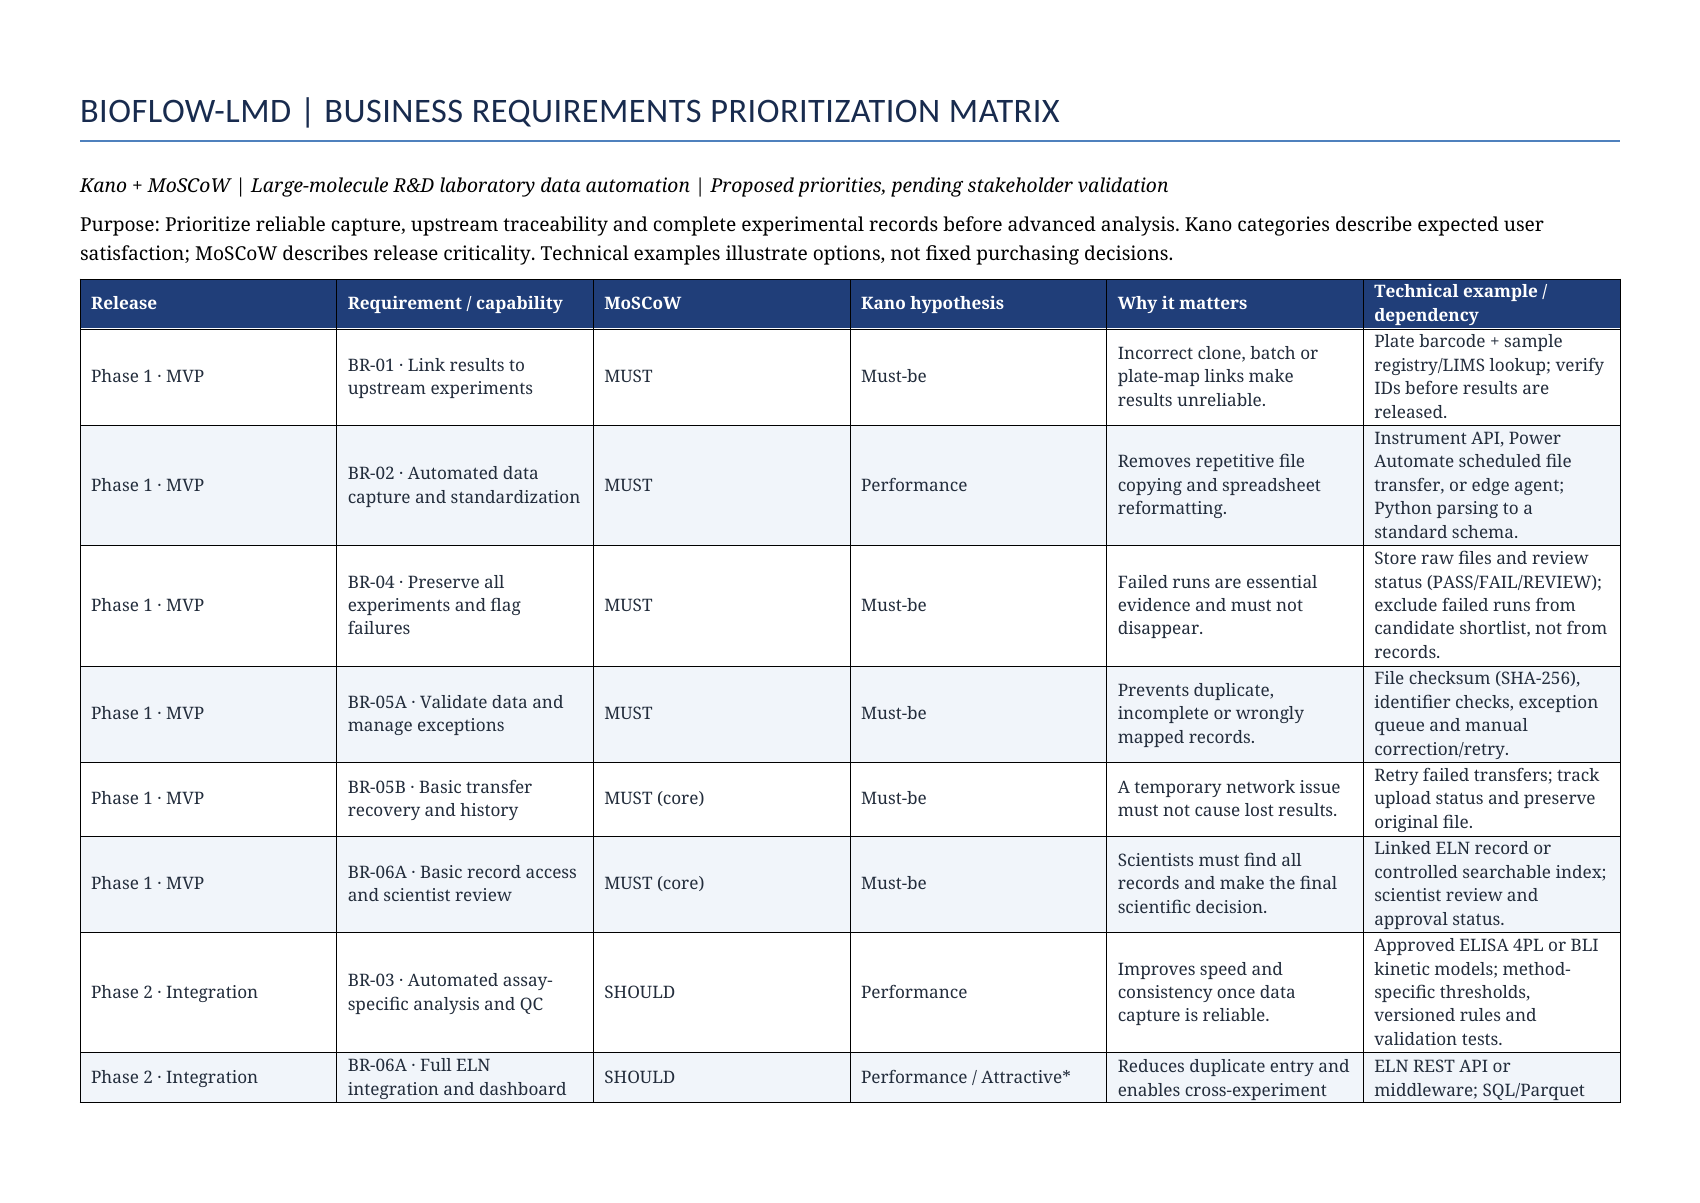 BIOFLOW-LMD | BUSINESS REQUIREMENTS PRIORITIZATION MATRIX
Kano + MoSCoW | Large-molecule R&D laboratory data automation | Proposed priorities, pending stakeholder validation
Purpose: Prioritize reliable capture, upstream traceability and complete experimental records before advanced analysis. Kano categories describe expected user
satisfaction; MoSCoW describes release criticality. Technical examples illustrate options, not fixed purchasing decisions.
Release
Requirement / capability
MoSCoW
Kano hypothesis
Why it matters
Technical example /
dependency
Phase 1 · MVP
BR-01 · Link results to
upstream experiments
MUST
Must-be
Incorrect clone, batch or
plate-map links make
results unreliable.
Plate barcode + sample
registry/LIMS lookup; verify
IDs before results are
released.
Phase 1 · MVP
BR-02 · Automated data
capture and standardization
MUST
Performance
Removes repetitive file
copying and spreadsheet
reformatting.
Instrument API, Power
Automate scheduled file
transfer, or edge agent;
Python parsing to a
standard schema.
Phase 1 · MVP
BR-04 · Preserve all
experiments and flag
failures
MUST
Must-be
Failed runs are essential
evidence and must not
disappear.
Store raw files and review
status (PASS/FAIL/REVIEW);
exclude failed runs from
candidate shortlist, not from
records.
Phase 1 · MVP
BR-05A · Validate data and
manage exceptions
MUST
Must-be
Prevents duplicate,
incomplete or wrongly
mapped records.
File checksum (SHA-256),
identifier checks, exception
queue and manual
correction/retry.
Phase 1 · MVP
BR-05B · Basic transfer
recovery and history
MUST (core)
Must-be
A temporary network issue
must not cause lost results.
Retry failed transfers; track
upload status and preserve
original file.
Phase 1 · MVP
BR-06A · Basic record access
and scientist review
MUST (core)
Must-be
Scientists must find all
records and make the final
scientific decision.
Linked ELN record or
controlled searchable index;
scientist review and
approval status.
Phase 2 · Integration
BR-03 · Automated assay-
specific analysis and QC
SHOULD
Performance
Improves speed and
consistency once data
capture is reliable.
Approved ELISA 4PL or BLI
kinetic models; method-
specific thresholds,
versioned rules and
validation tests.
Phase 2 · Integration
BR-06A · Full ELN
integration and dashboard
SHOULD
Performance / Attractive*
Reduces duplicate entry and
enables cross-experiment
ELN REST API or
middleware; SQL/Parquet